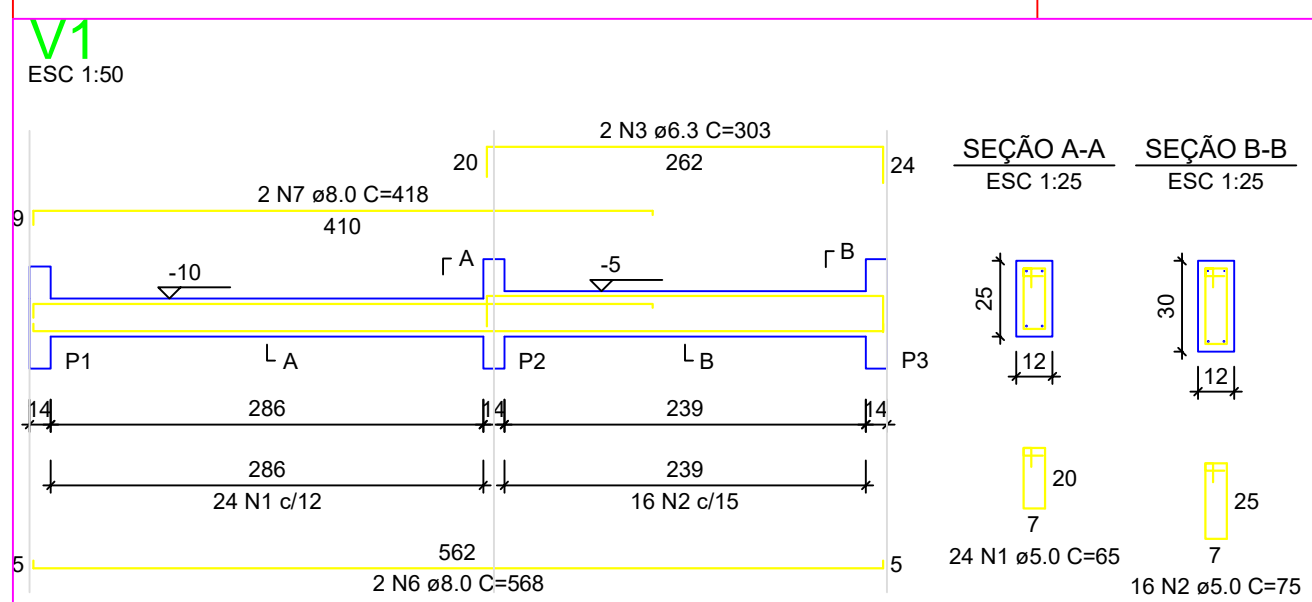 V1
ESC 1:50
2 N3 ø6.3 C=303
20
262
24
2 N7 ø8.0 C=418
9
410
A
B
-10
-5
A
B
P1
P2
P3
14
286
14
239
14
286
239
24 N1 c/12
16 N2 c/15
5
562
5
2 N6 ø8.0 C=568
SEÇÃO A-A
ESC 1:25
25
12
20
7
24 N1 ø5.0 C=65
SEÇÃO B-B
ESC 1:25
30
12
25
7
16 N2 ø5.0 C=75